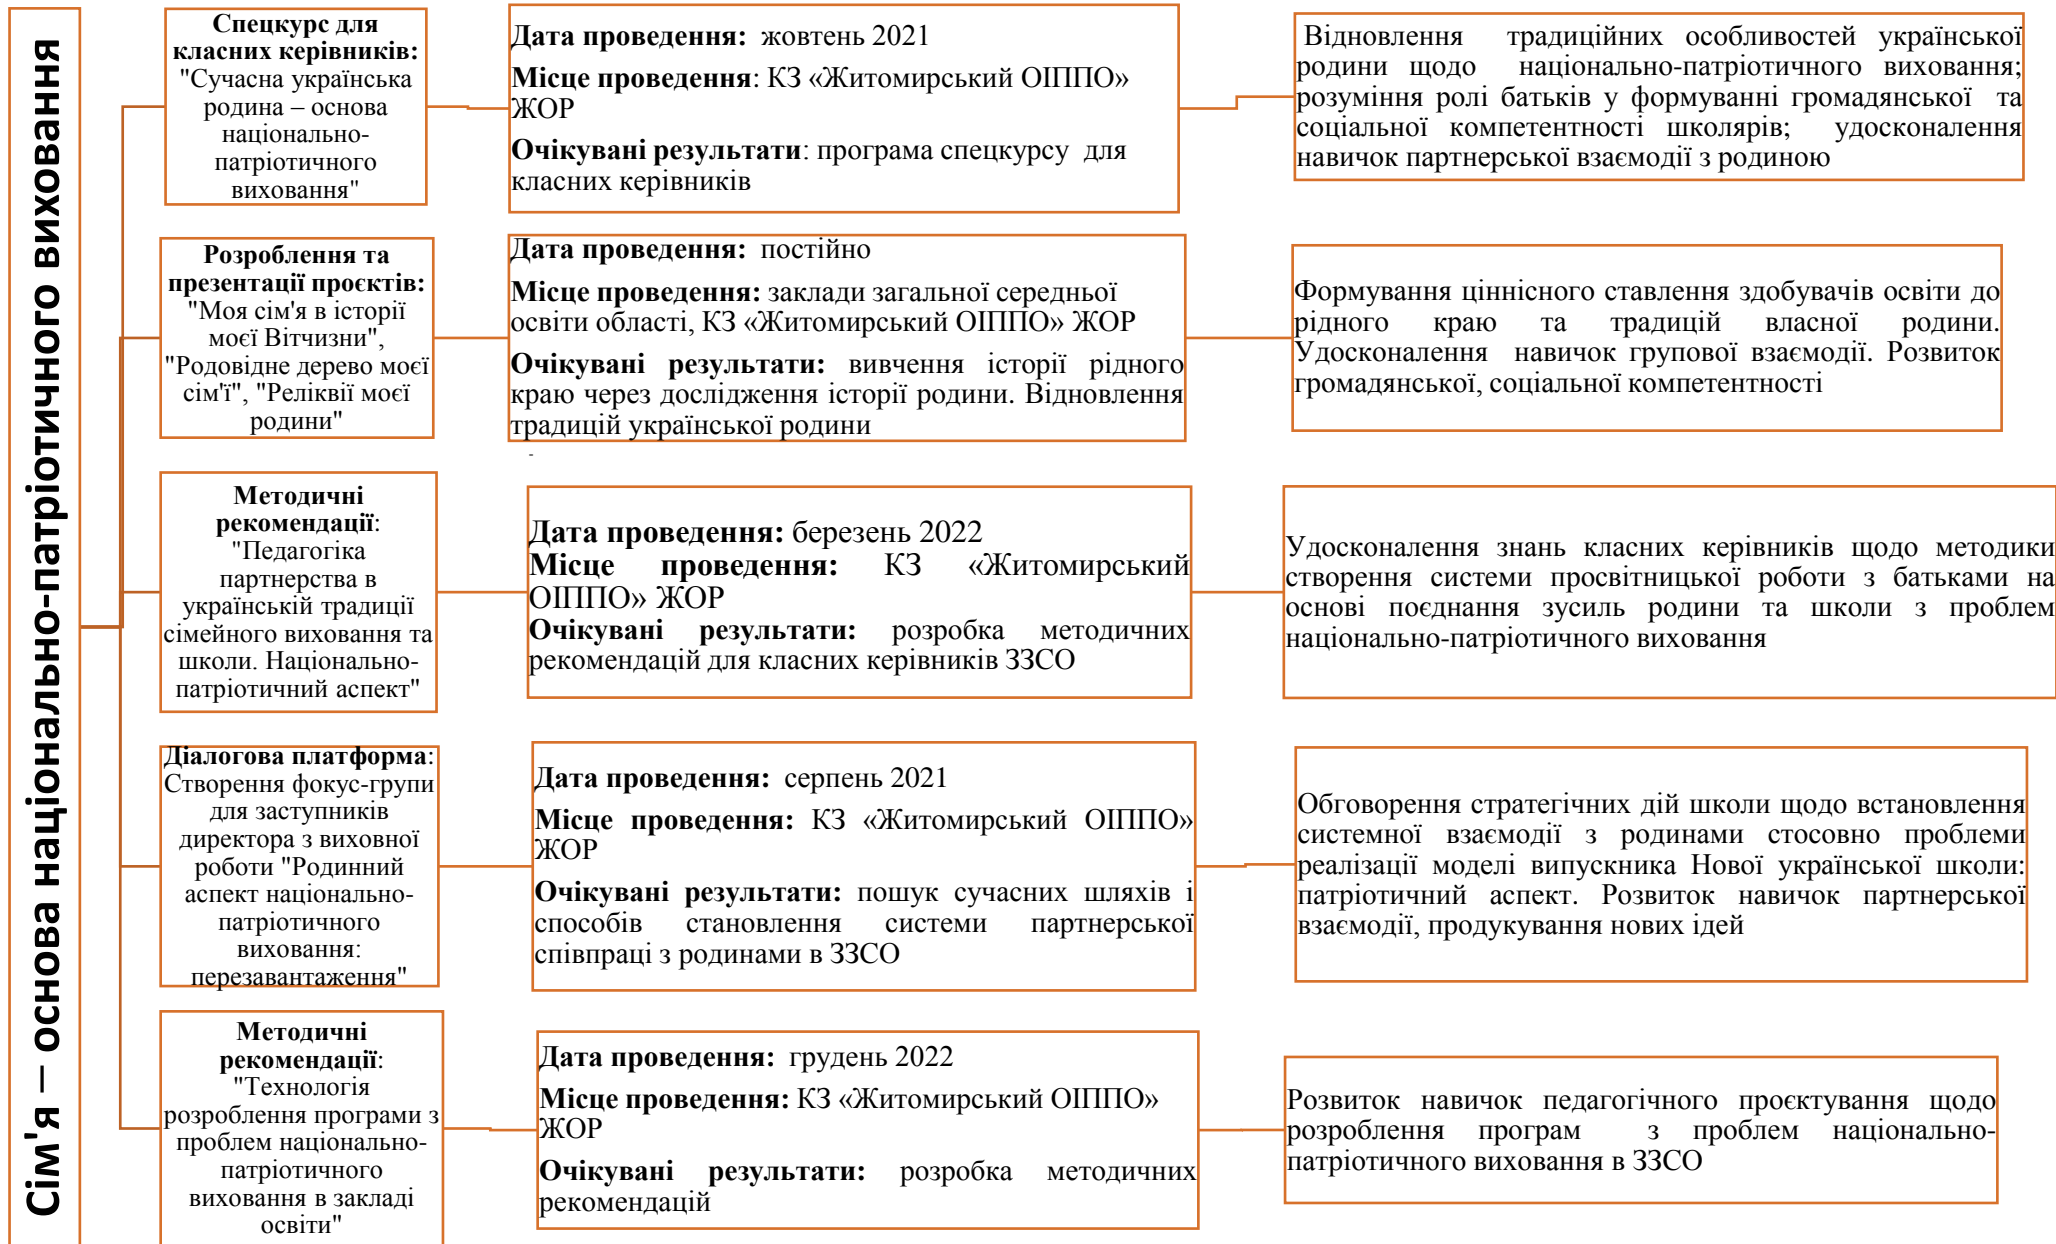 Сім'я – основа національно-патріотичного виховання
Спецкурс для
класних керівників:
"Сучасна українська
родина – основа
національно-
патріотичного
виховання"
Дата проведення: жовтень 2021
Місце проведення: КЗ «Житомирський ОІППО»
ЖОР
Очікувані результати: програма спецкурсу для
класних керівників
Відновлення традиційних особливостей української
родини щодо національно-патріотичного виховання;
розуміння ролі батьків у формуванні громадянської та
соціальної компетентності школярів; удосконалення
навичок партнерської взаємодії з родиною
Розроблення та
презентації проєктів:
"Моя сім'я в історії
моєї Вітчизни",
"Родовідне дерево моєї
сім'ї", "Реліквії моєї
родини"
Дата проведення: постійно
Місце проведення: заклади загальної середньої
освіти області, КЗ «Житомирський ОІППО» ЖОР
Очікувані результати: вивчення історії рідного
краю через дослідження історії родини. Відновлення
традицій української родини
Формування ціннісного ставлення здобувачів освіти до
рідного краю та традицій власної родини.
Удосконалення навичок групової взаємодії. Розвиток
громадянської, соціальної компетентності
Методичні
рекомендації:
"Педагогіка
партнерства в
українській традиції
сімейного виховання та
школи. Національно-
патріотичний аспект"
Дата проведення: березень 2022
Місце проведення: КЗ «Житомирський
ОІППО» ЖОР
Очікувані результати: розробка методичних
рекомендацій для класних керівників ЗЗСО
Удосконалення знань класних керівників щодо методики
створення системи просвітницької роботи з батьками на
основі поєднання зусиль родини та школи з проблем
національно-патріотичного виховання
Діалогова платформа:
Створення фокус-групи
для заступників
директора з виховної
роботи "Родинний
аспект національно-
патріотичного
виховання:
перезавантаження"
Дата проведення: серпень 2021
Місце проведення: КЗ «Житомирський ОІППО»
ЖОР
Очікувані результати: пошук сучасних шляхів і
способів становлення системи партнерської
співпраці з родинами в ЗЗСО
Обговорення стратегічних дій школи щодо встановлення
системної взаємодії з родинами стосовно проблеми
реалізації моделі випускника Нової української школи:
патріотичний аспект. Розвиток навичок партнерської
взаємодії, продукування нових ідей
Методичні
рекомендації:
"Технологія
розроблення програми з
проблем національно-
патріотичного
виховання в закладі
освіти"
Дата проведення: грудень 2022
Місце проведення: КЗ «Житомирський ОІППО»
ЖОР
Очікувані результати: розробка методичних
рекомендацій
Розвиток навичок педагогічного проєктування щодо
розроблення програм з проблем національно-
патріотичного виховання в ЗЗСО